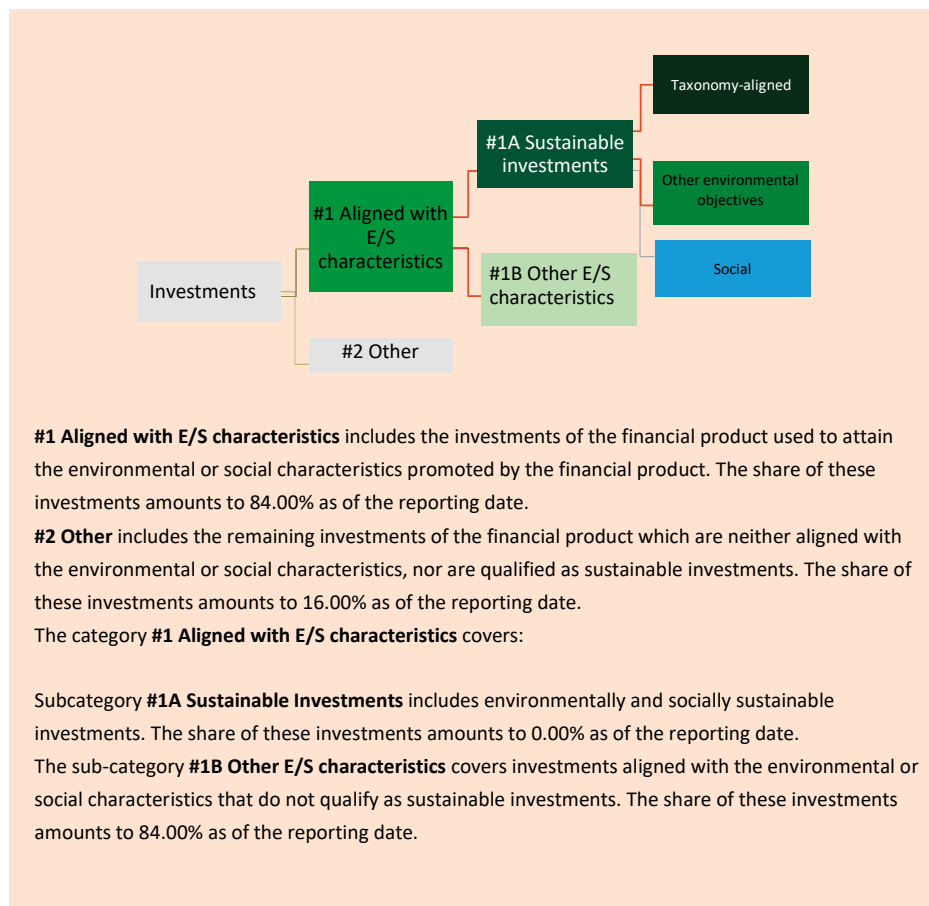 Taxonomy-aligned
#1A Sustainable
investments
Other environmental
objectives
#1 Aligned with
E/S
characteristics
Social
#1B Other E/S
characteristics
Investments
#2 Other
#1 Aligned with E/S characteristics includes the investments of the financial product used to attain
the environmental or social characteristics promoted by the financial product. The share of these
investments amounts to 84.00% as of the reporting date.
#2 Other includes the remaining investments of the financial product which are neither aligned with
the environmental or social characteristics, nor are qualified as sustainable investments. The share of
these investments amounts to 16.00% as of the reporting date.
The category #1 Aligned with E/S characteristics covers:
Subcategory #1A Sustainable Investments includes environmentally and socially sustainable
investments. The share of these investments amounts to 0.00% as of the reporting date.
The sub-category #1B Other E/S characteristics covers investments aligned with the environmental or
social characteristics that do not qualify as sustainable investments. The share of these investments
amounts to 84.00% as of the reporting date.